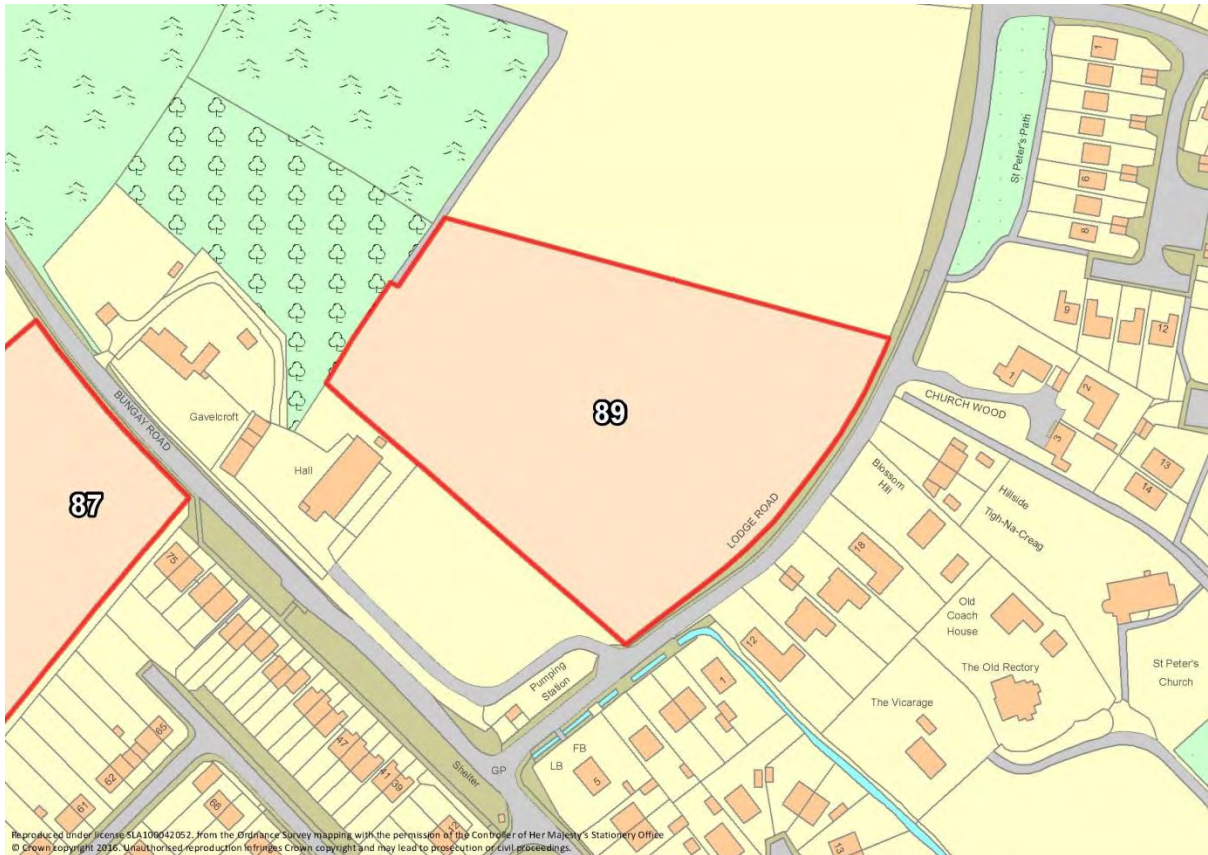 1
St Peter's Path
6
8
9
12
1
2
CHURCH WOOD
3
13
14
BUNGAY ROAD
Gavelcroft
Hall
89
87
LODGE ROAD
Blossom
Hill
Hillside
Tigh-Na-Creag
18
75
Old
Coach
House
12
The Old Rectory
St Peter's
Church
Pumping
Station
1
The Vicarage
65
62
61
47
41
39
66
Shelter
GP
FB
LB
5
12
13
Reproduced under license SLA100042052. from the Ordnance Survey mapping with the permission of the Controller of Her Majesty's Stationery Office
© Crown copyright 2016. Unauthorised reproduction infringes Crown copyright and may lead to prosecution or civil proceedings.